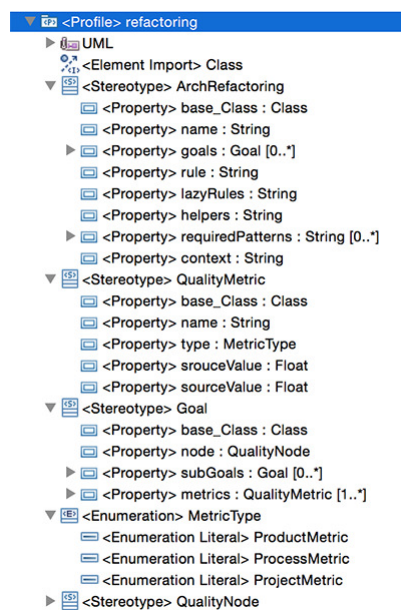 <Profile> refactoring
UML
<Element Import> Class
<Stereotype> ArchRefactoring
<Property> base_Class : Class
<Property> name : String
<Property> goals : Goal [0..*]
<Property> rule : String
<Property> lazyRules : String
<Property> helpers : String
<Property> requiredPatterns : String [0..*]
<Property> context : String
<Stereotype> QualityMetric
<Property> base_Class : Class
<Property> name : String
<Property> type : MetricType
<Property> srouceValue : Float
<Property> sourceValue : Float
<Stereotype> Goal
<Property> base_Class : Class
<Property> node : QualityNode
<Property> subGoals : Goal [0..*]
<Property> metrics : QualityMetric [1..*]
<Enumeration> MetricType
<Enumeration Literal> ProductMetric
<Enumeration Literal> ProcessMetric
<Enumeration Literal> ProjectMetric
<Stereotype> QualityNode